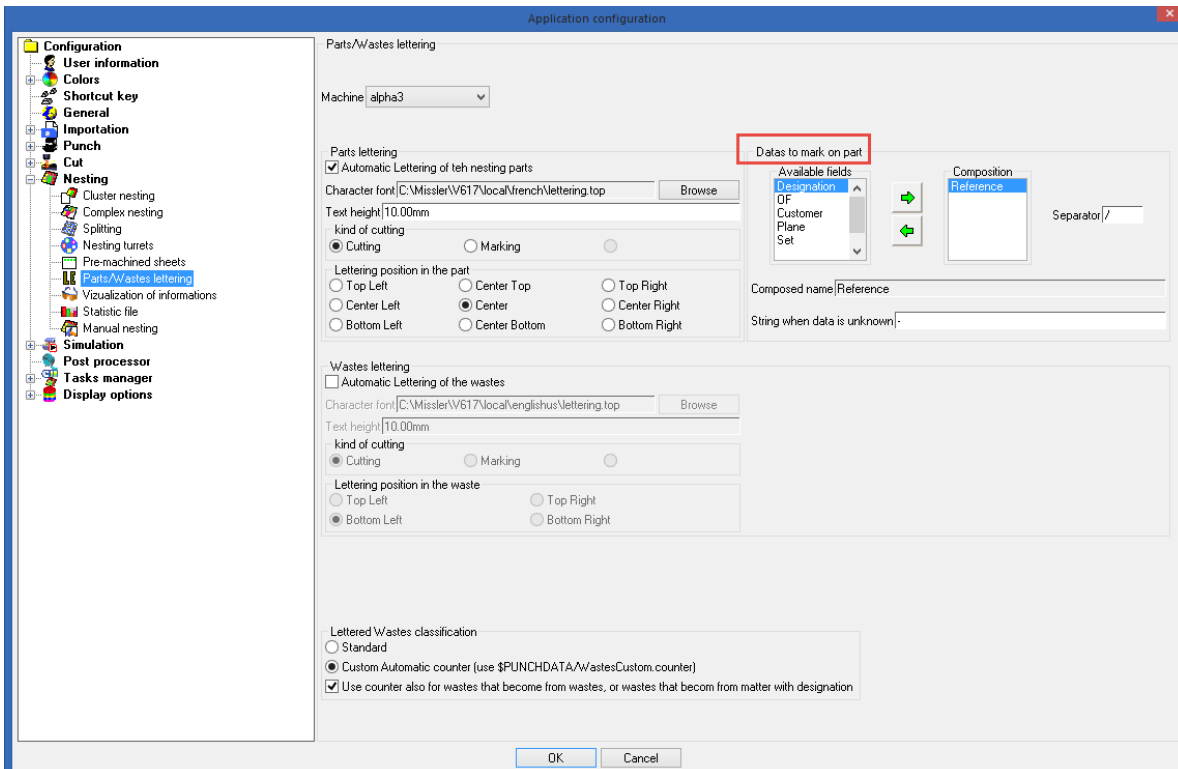 Application configuration
Configuration
User information
Colors
Shortcut key
General
Importation
Punch
Cut
Nesting
Cluster nesting
Complex nesting
Splitting
Nesting turrets
Pre-machined sheets
Parts/Wastes lettering
Vizualization of informations
Statistic file
Manual nesting
Simulation
Post processor
Tasks manager
Display options
Parts/Wastes lettering
Machine alpha3
Parts lettering
Automatic Lettering of teh nesting parts
Character font C:\Missler\V617\local\french\lettering.top Browse
Text height 10.00mm
kind of cutting
Cutting Marking
Lettering position in the part
Top Left Center Top Top Right
Center Left Center Center Right
Bottom Left Center Bottom Bottom Right
Datas to mark on part
Available fields Composition
Designation Reference
OF
Customer
Plane
Set
Separator /
Composed name Reference
String when data is unknown -
Wastes lettering
Automatic Lettering of the wastes
Character font C:\Missler\V617\local\englishus\lettering.top Browse
Text height 10.00mm
kind of cutting
Cutting Marking
Lettering position in the waste
Top Left Top Right
Bottom Left Bottom Right
Lettered Wastes classification
Standard
Custom Automatic counter (use $PUNCHDATA/WastesCustom.counter)
Use counter also for wastes that become from wastes, or wastes that becom from matter with designation
OK Cancel